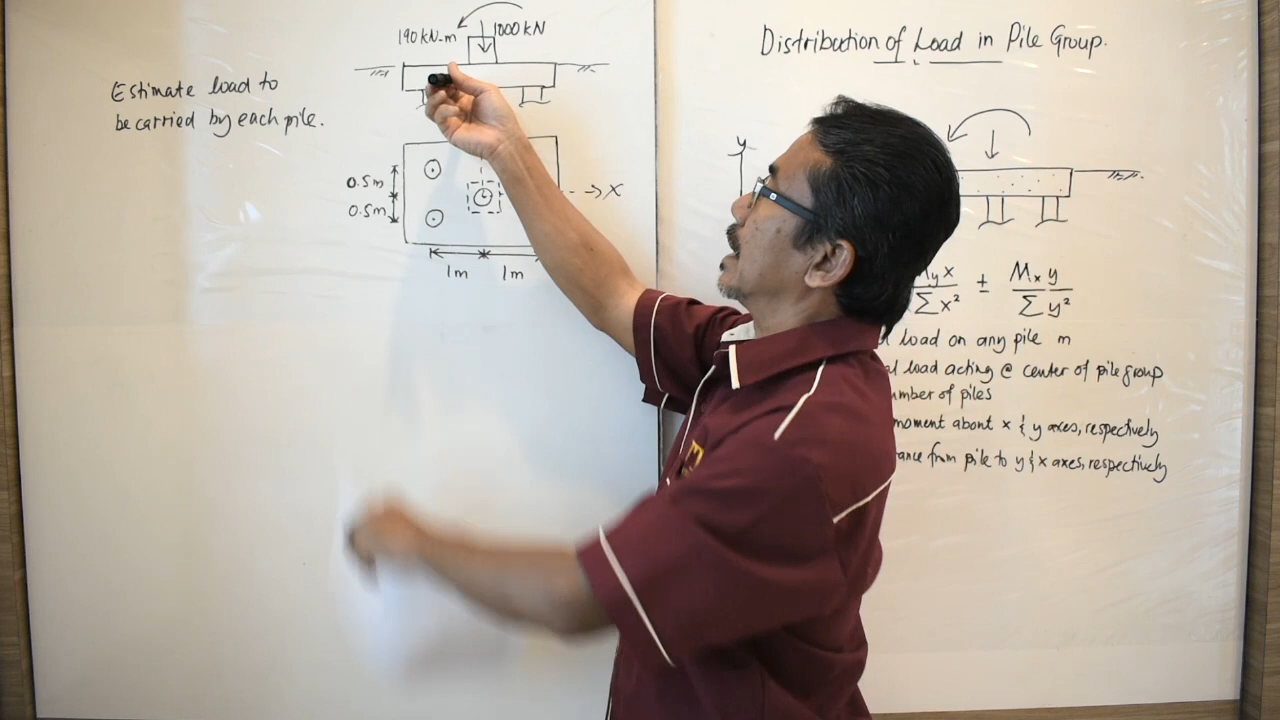 190 kN-m 1000 kN
Estimate load to
be carried by each pile.
0.5m
0.5m
x
1m 1m
Distribution of Load in Pile Group.
y
x ± Mₓ y
Σ x² Σ y²
load on any pile m
load acting @ center of pile group
of piles
moment about x & y axes, respectively
from pile to y & x axes, respectively